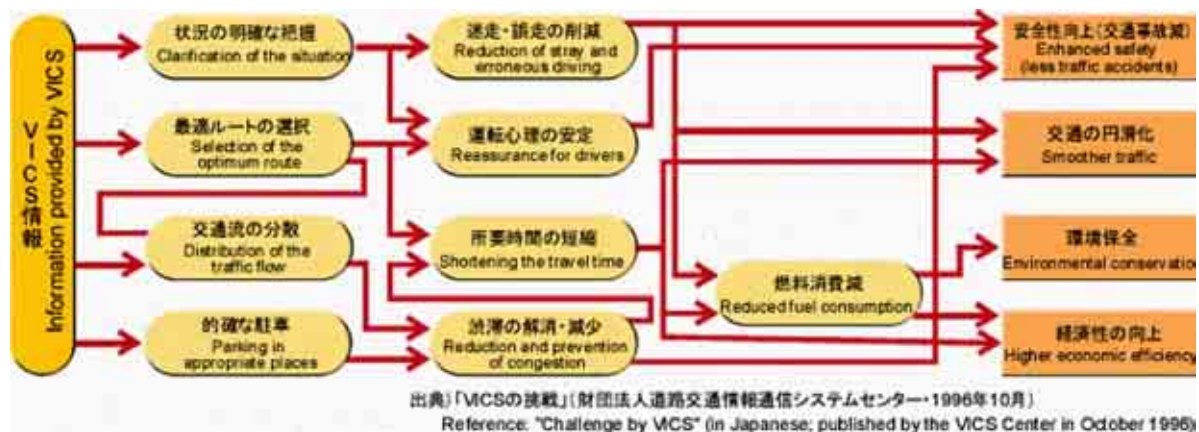 VICS情報
Information provided by VICS
状況の明確な把握
Clarification of the situation
最適ルートの選択
Selection of the
optimum route
交通流の分散
Distribution of the
traffic flow
的確な駐車
Parking in
appropriate places
迷走・誤走の削減
Reduction of stray and
erroneous driving
運転心理の安定
Reassurance for drivers
所要時間の短縮
Shortening the travel time
渋滞の解消・減少
Reduction and prevention
of congestion
燃料消費減
Reduced fuel consumption
安全性向上(交通事故減)
Enhanced safety
(less traffic accidents)
交通の円滑化
Smoother traffic
環境保全
Environmental conservation
経済性の向上
Higher economic efficiency
出典)「VICSの挑戦」(財団法人道路交通情報通信システムセンター・1996年10月)
Reference: "Challenge by VICS" (in Japanese; published by the VICS Center in October 1996)